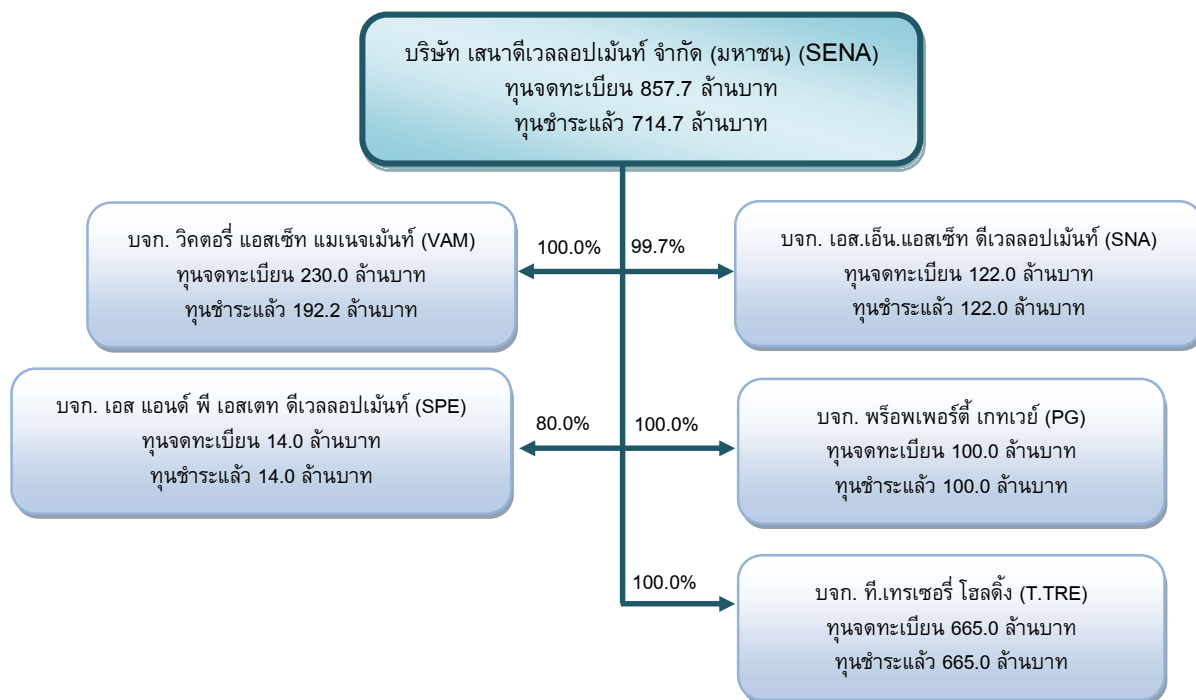 บริษัท เสนาดีเวลลอปเม้นท์ จำกัด (มหาชน) (SENA)
ทุนจดทะเบียน 857.7 ล้านบาท
ทุนชำระแล้ว 714.7 ล้านบาท
บจก. วิคตอรี่ แอสเซ็ท แมเนจเม้นท์ (VAM)
ทุนจดทะเบียน 230.0 ล้านบาท
ทุนชำระแล้ว 192.2 ล้านบาท
100.0%
99.7%
บจก. เอส.เอ็น.แอสเซ็ท ดีเวลลอปเม้นท์ (SNA)
ทุนจดทะเบียน 122.0 ล้านบาท
ทุนชำระแล้ว 122.0 ล้านบาท
บจก. เอส แอนด์ พี เอสเตท ดีเวลลอปเม้นท์ (SPE)
ทุนจดทะเบียน 14.0 ล้านบาท
ทุนชำระแล้ว 14.0 ล้านบาท
80.0%
100.0%
บจก. พร็อพเพอร์ตี้ เกทเวย์ (PG)
ทุนจดทะเบียน 100.0 ล้านบาท
ทุนชำระแล้ว 100.0 ล้านบาท
100.0%
บจก. ที.เทรเซอรี่ โฮลดิ้ง (T.TRE)
ทุนจดทะเบียน 665.0 ล้านบาท
ทุนชำระแล้ว 665.0 ล้านบาท